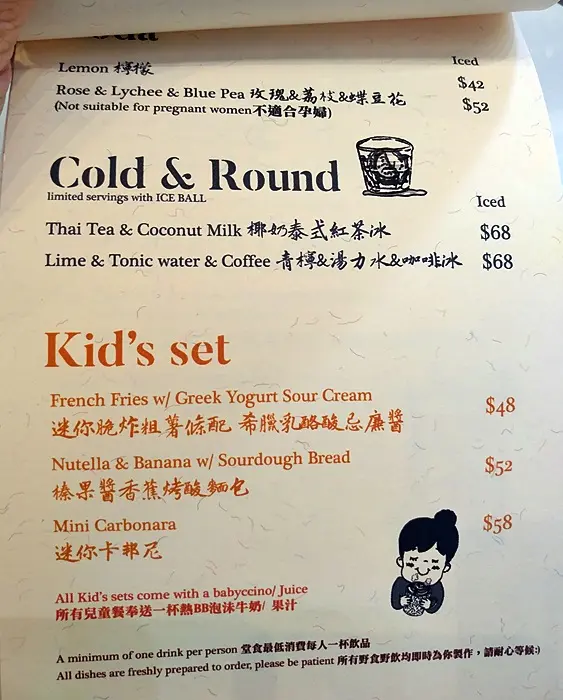 Iced
Lemon 檸檬 $42
Rose & Lychee & Blue Pea 玫瑰&荔枝&蝶豆花 $52
(Not suitable for pregnant women不適合孕婦)
Cold & Round
limited servings with ICE BALL
Iced
Thai Tea & Coconut Milk 椰奶泰式紅茶冰 $68
Lime & Tonic water & Coffee 青檸&湯力水&咖啡冰 $68
Kid's set
French Fries w/ Greek Yogurt Sour Cream $48
迷你脆炸粗薯條配 希臘乳酪酸忌廉醬
Nutella & Banana w/ Sourdough Bread $52
榛果醬香蕉烤酸麵包
Mini Carbonara $58
迷你卡邦尼
All Kid's sets come with a babyccino/ Juice
所有兒童餐奉送一杯熱BB泡沫牛奶/ 果汁
A minimum of one drink per person 堂食最低消費每人一杯飲品
All dishes are freshly prepared to order, please be patient 所有野食野飲均即時為你製作，請耐心等候:)